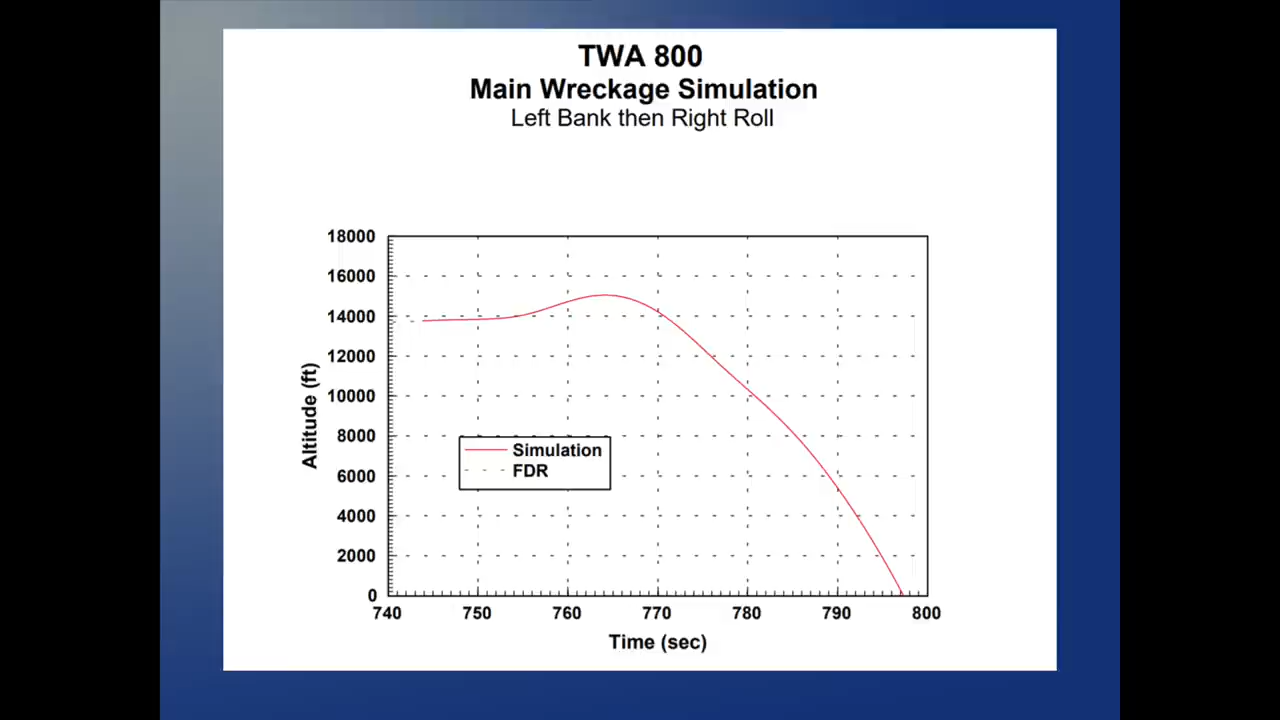 TWA 800
Main Wreckage Simulation
Left Bank then Right Roll
18000
16000
14000
12000
10000
8000
6000
4000
2000
0
Altitude (ft)
Simulation
FDR
740 750 760 770 780 790 800
Time (sec)